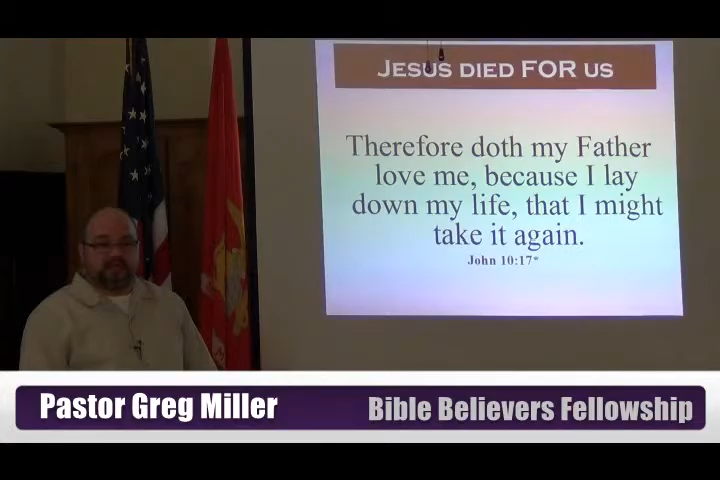 JESUS DIED FOR US
Therefore doth my Father
love me, because I lay
down my life, that I might
take it again.
John 10:17*
Pastor Greg Miller
Bible Believers Fellowship